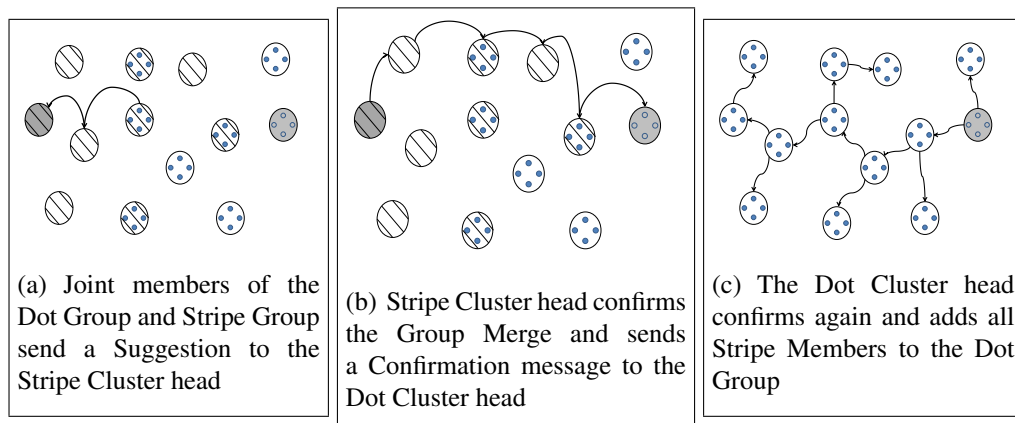 (a) Joint members of the
Dot Group and Stripe Group
send a Suggestion to the
Stripe Cluster head
(b) Stripe Cluster head confirms
the Group Merge and sends
a Confirmation message to the
Dot Cluster head
(c) The Dot Cluster head
confirms again and adds all
Stripe Members to the Dot
Group